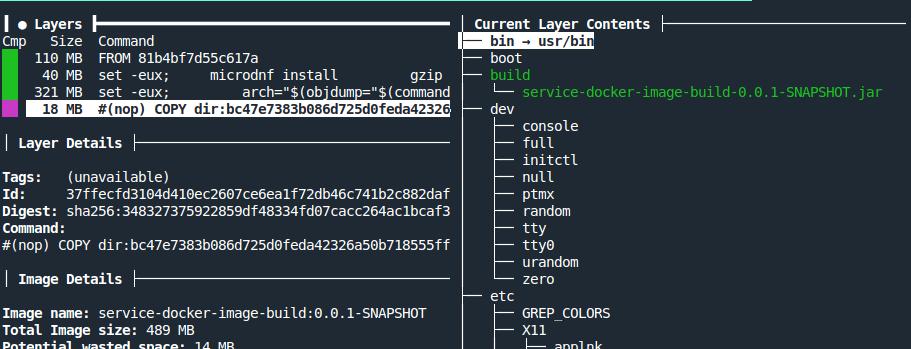 ● Layers
Cmp Size Command
110 MB FROM 81b4bf7d55c617a
40 MB set -eux; microdnf install gzip
321 MB set -eux; arch="$(objdump="$(command
18 MB #(nop) COPY dir:bc47e7383b086d725d0feda42326
Layer Details
Tags: (unavailable)
Id: 37ffecfd3104d410ec2607ce6ea1f72db46c741b2c882daf
Digest: sha256:348327375922859df48334fd07cacc264ac1bcaf3
Command:
#(nop) COPY dir:bc47e7383b086d725d0feda42326a50b718555ff
Image Details
Image name: service-docker-image-build:0.0.1-SNAPSHOT
Total Image size: 489 MB
Potential wasted space: 14 MB
Current Layer Contents
bin → usr/bin
boot
build
service-docker-image-build-0.0.1-SNAPSHOT.jar
dev
console
full
initctl
null
ptmx
random
tty
tty0
urandom
zero
etc
GREP_COLORS
X11
applnk